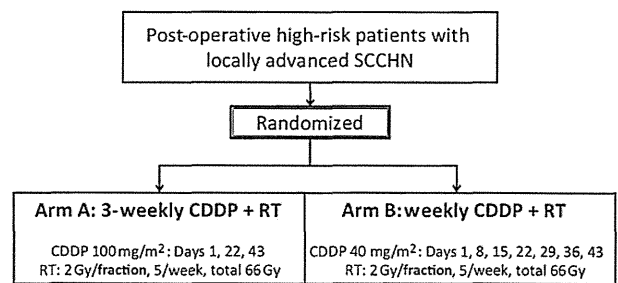 Post-operative high-risk patients with
locally advanced SCCHN
Randomized
Arm A: 3-weekly CDDP + RT
CDDP 100 mg/m²: Days 1, 22, 43
RT: 2 Gy/fraction, 5/week, total 66 Gy
Arm B:weekly CDDP + RT
CDDP 40 mg/m²: Days 1, 8, 15, 22, 29, 36, 43
RT: 2 Gy/fraction, 5/week, total 66 Gy